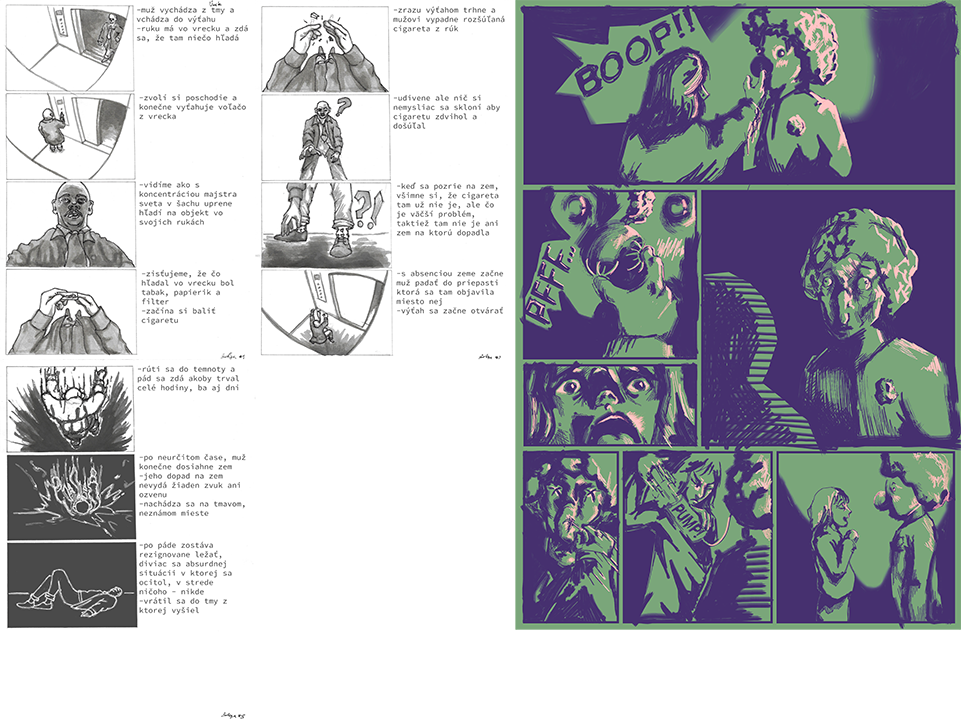 -muž vychádza z tmy a
vchádza do výťahu
-ruku má vo vrecku a zdá
sa, že tam niečo hľadá
-zvolí si poschodie a
konečne vyťahuje voľačo
z vrecka
-vidíme ako s
koncentráciou majstra
sveta v šachu uprene
hľadí na objekt vo
svojich rukách
-zisťujeme, že čo
hľadal vo vrecku bol
tabak, papierik a
filter
-začína si baliť
cigaretu
-zrazu výťahom trhne a
mužovi vypadne rozšúľaná
cigareta z rúk
?
-udivene ale nič si
nemysliac sa skloní aby
cigaretu zdvihol a
došúľal
?!
-keď sa pozrie na zem,
všimne si, že cigareta
tam už nie je, ale čo
je väčší problém,
taktiež tam nie je ani
zem na ktorú dopadla
-s absenciou zeme začne
muž padať do priepasti
ktorá sa tam objavila
miesto nej
-výťah sa začne otvárať
-rúti sa do temnoty a
pád sa zdá akoby trval
celé hodiny, ba aj dni
-po neurčitom čase, muž
konečne dosiahne zem
-jeho dopad na zem
nevydá žiaden zvuk ani
ozvenu
-nachádza sa na tmavom,
neznámom mieste
-po páde zostáva
rezignovane ležať,
diviac sa absurdnej
situácii v ktorej sa
ocitol, v strede
ničoho - nikde
-vrátil sa do tmy z
ktorej vyšiel
BOOP!!
PFFF...
PUMP